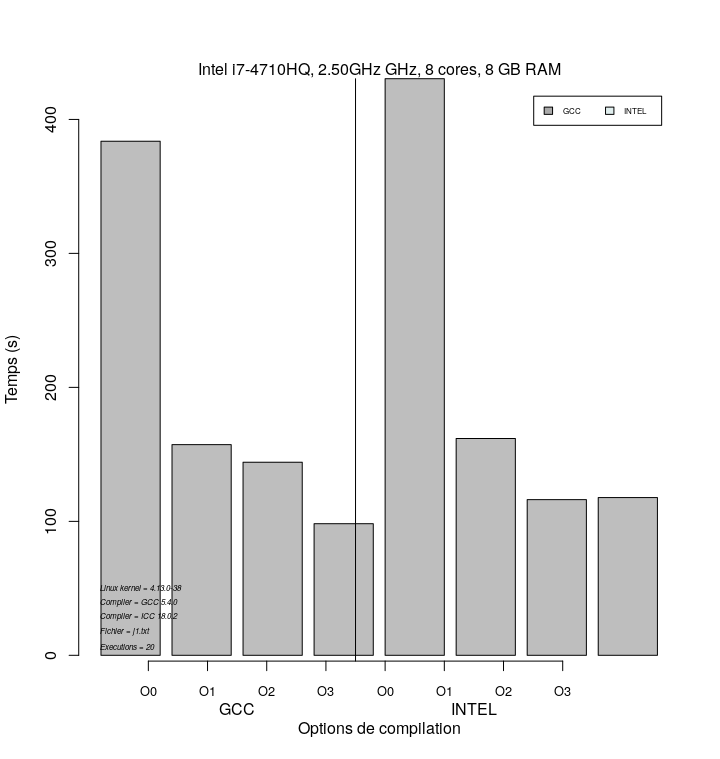 Intel i7-4710HQ, 2.50GHz GHz, 8 cores, 8 GB RAM
GCC INTEL
400
300
200
100
0
Temps (s)
Linux kernel = 4.13.0-38
Compiler = GCC 5.4.0
Compiler = ICC 18.0.2
Fichier = j1.txt
Executions = 20
O0 O1 O2 O3 O0 O1 O2 O3
GCC INTEL
Options de compilation